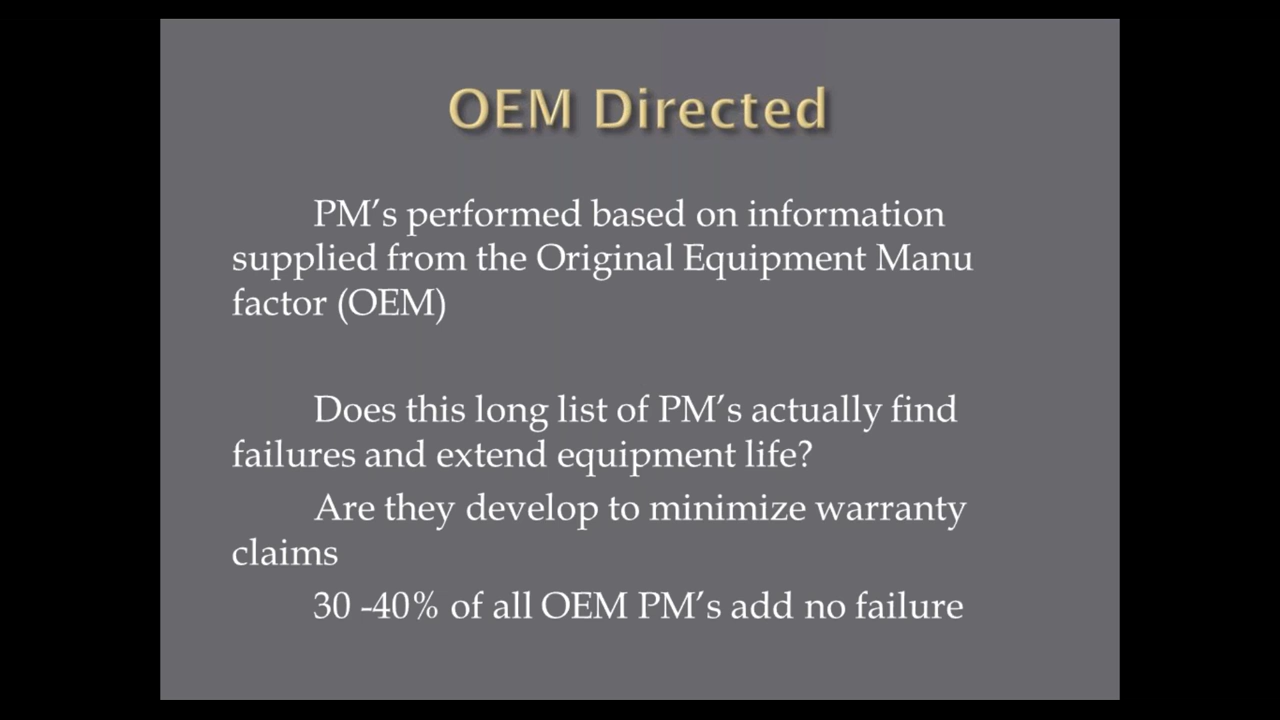 OEM Directed
PM’s performed based on information
supplied from the Original Equipment Manu
factor (OEM)
Does this long list of PM’s actually find
failures and extend equipment life?
Are they develop to minimize warranty
claims
30 -40% of all OEM PM’s add no failure